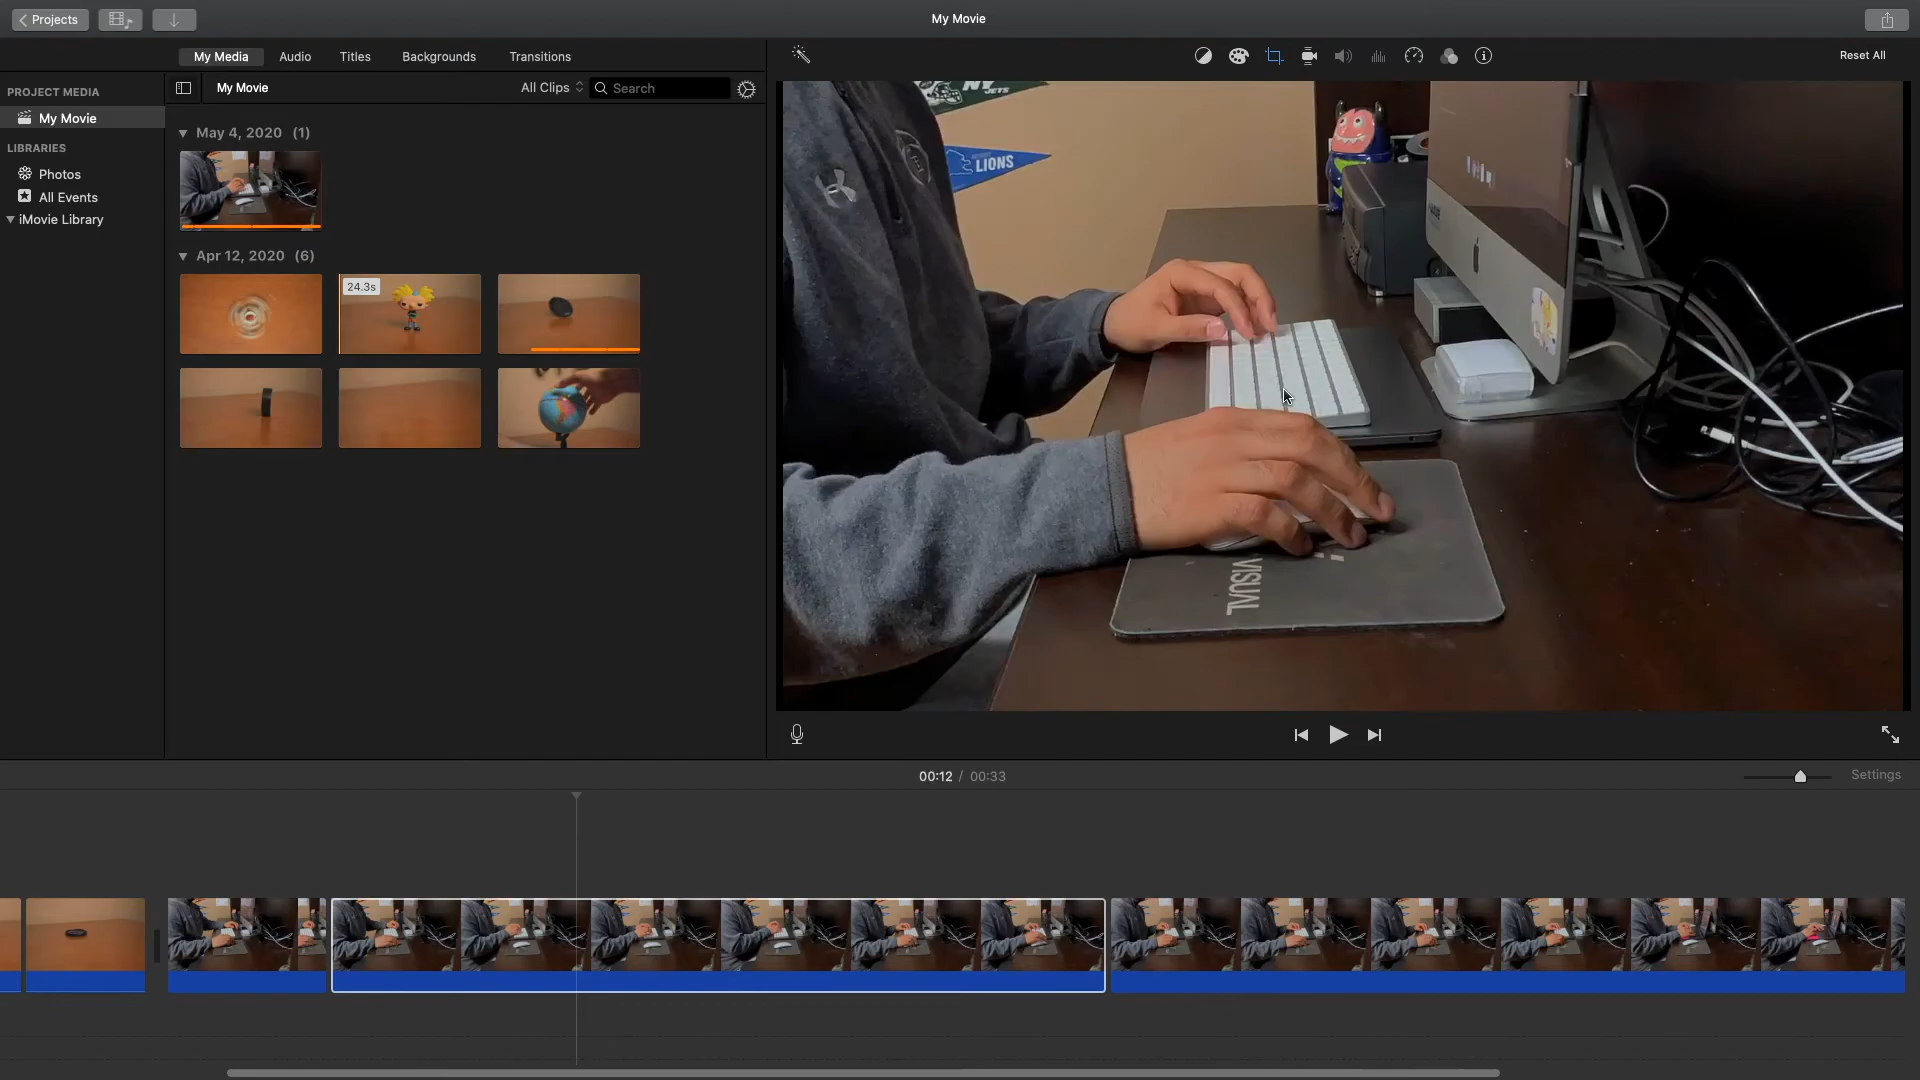 Projects
My Movie
My Media
Audio
Titles
Backgrounds
Transitions
Reset All
PROJECT MEDIA
My Movie
All Clips
Search
My Movie
LIBRARIES
Photos
All Events
iMovie Library
May 4, 2020 (1)
Apr 12, 2020 (6)
24.3s
NY
JETS
LIONS
VISUAL
00:12 / 00:33
Settings